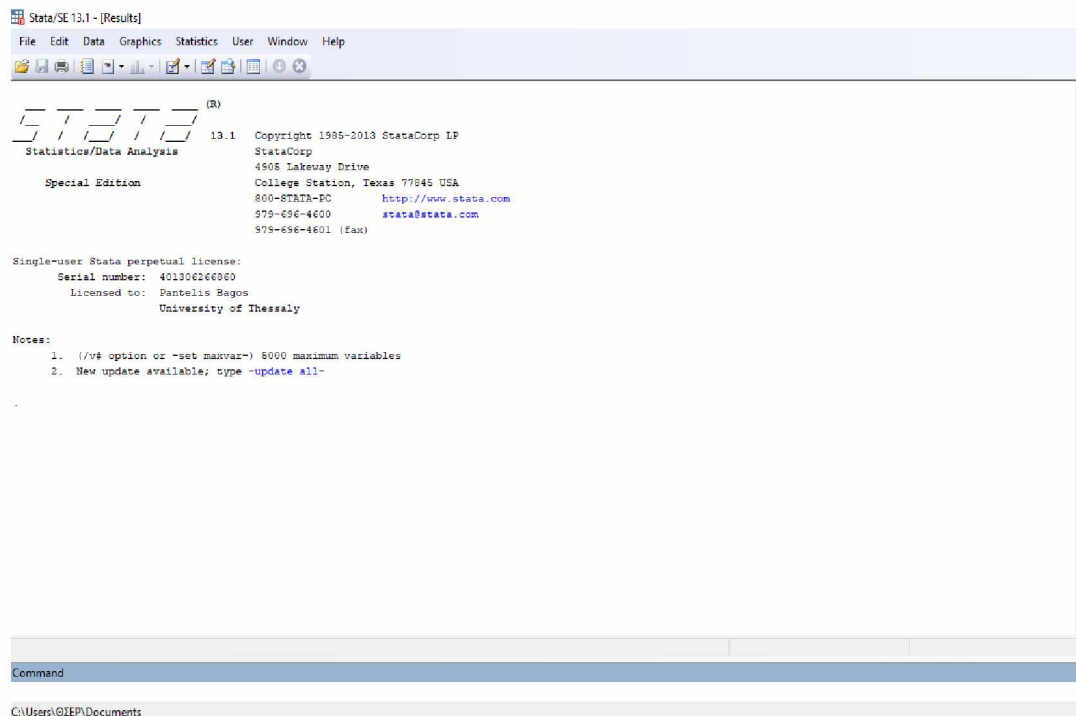 Stata/SE 13.1 - [Results]
File Edit Data Graphics Statistics User Window Help
(R)
stata 13.1 Copyright 1985-2013 StataCorp LP
Statistics/Data Analysis StataCorp
4905 Lakeway Drive
Special Edition College Station, Texas 77845 USA
800-STATA-PC http://www.stata.com
979-696-4600 stata@stata.com
979-696-4601 (fax)
Single-user Stata perpetual license:
Serial number: 401306266860
Licensed to: Pantelis Bagos
University of Thessaly
Notes:
1. (/v# option or -set maxvar-) 5000 maximum variables
2. New update available; type -update all-
.
Command
C:\Users\ΘΣΕΡ\Documents